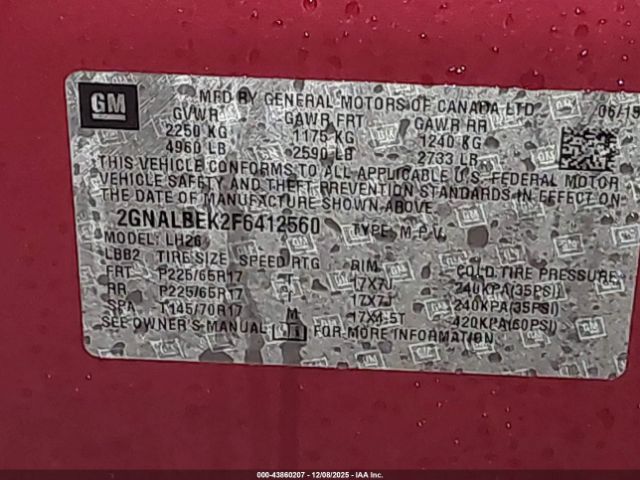 GM
MFD BY GENERAL MOTORS OF CANADA LTD 06/15
GVWR GAWR FRT GAWR RR
2250 KG 1175 KG 1240 KG
4960 LB 2590 LB 2733 LB
THIS VEHICLE CONFORMS TO ALL APPLICABLE U.S. FEDERAL MOTOR
VEHICLE SAFETY AND THEFT PREVENTION STANDARDS IN EFFECT ON
THE DATE OF MANUFACTURE SHOWN ABOVE.
2GNALBEK2F6412560 TYPE: M.P.V.
MODEL: LH26
LBB2 TIRE SIZE SPEED RTG RIM COLD TIRE PRESSURE
FRT P225/65R17 T 17X7J 240KPA(35PSI)
RR P225/65R17 T 17X7J 240KPA(35PSI)
SPA T145/70R17 M 17X4.5T 420KPA(60PSI)
SEE OWNER'S MANUAL FOR MORE INFORMATION
000-43860207 - 12/08/2025 - IAA Inc.